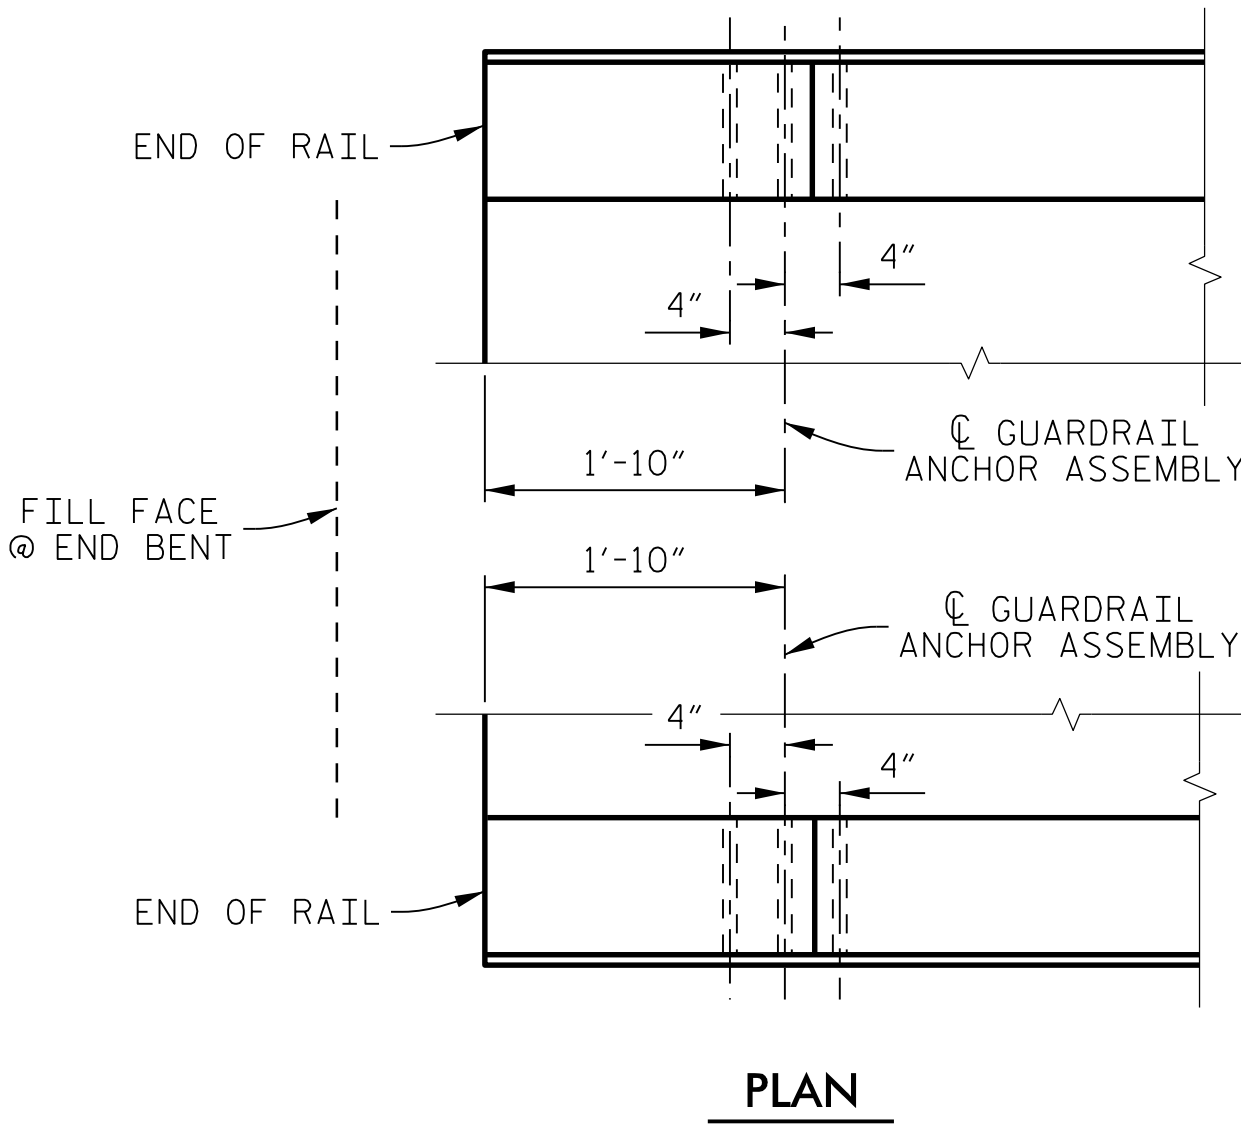 END OF RAIL
4"
4"
℄ GUARDRAIL
ANCHOR ASSEMBLY
1'-10"
FILL FACE
@ END BENT
1'-10"
℄ GUARDRAIL
ANCHOR ASSEMBLY
4"
4"
END OF RAIL
PLAN